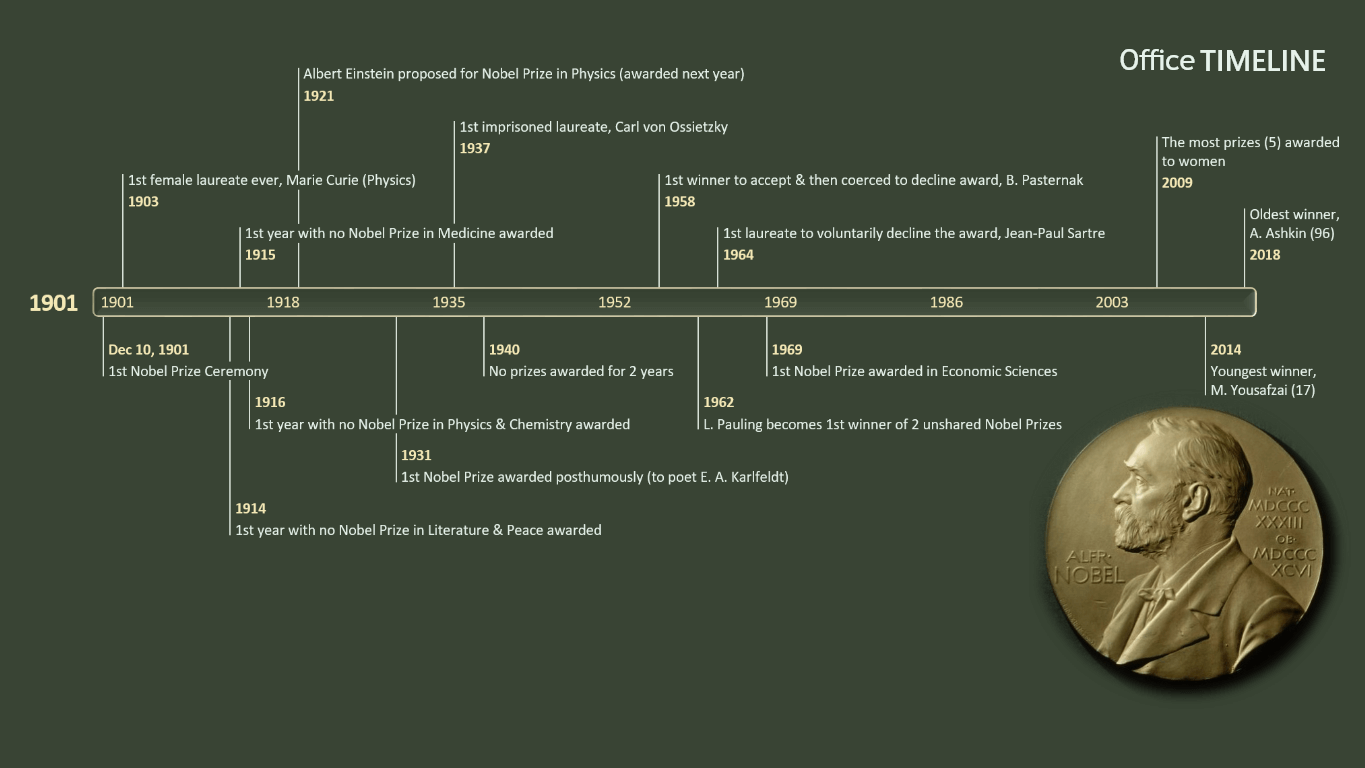 Office TIMELINE
Albert Einstein proposed for Nobel Prize in Physics (awarded next year)
1921
1st imprisoned laureate, Carl von Ossietzky
1937
The most prizes (5) awarded
to women
2009
1st female laureate ever, Marie Curie (Physics)
1903
1st winner to accept & then coerced to decline award, B. Pasternak
1958
Oldest winner,
A. Ashkin (96)
2018
1st year with no Nobel Prize in Medicine awarded
1915
1st laureate to voluntarily decline the award, Jean-Paul Sartre
1964
1901
1901 1918 1935 1952 1969 1986 2003
Dec 10, 1901
1st Nobel Prize Ceremony
1940
No prizes awarded for 2 years
1969
1st Nobel Prize awarded in Economic Sciences
2014
Youngest winner,
M. Yousafzai (17)
1916
1st year with no Nobel Prize in Physics & Chemistry awarded
1962
L. Pauling becomes 1st winner of 2 unshared Nobel Prizes
1931
1st Nobel Prize awarded posthumously (to poet E. A. Karlfeldt)
1914
1st year with no Nobel Prize in Literature & Peace awarded
ALFR·
NOBEL
NAT·
MDCCC
XXXIII
OB·
MDCCC
XCVI